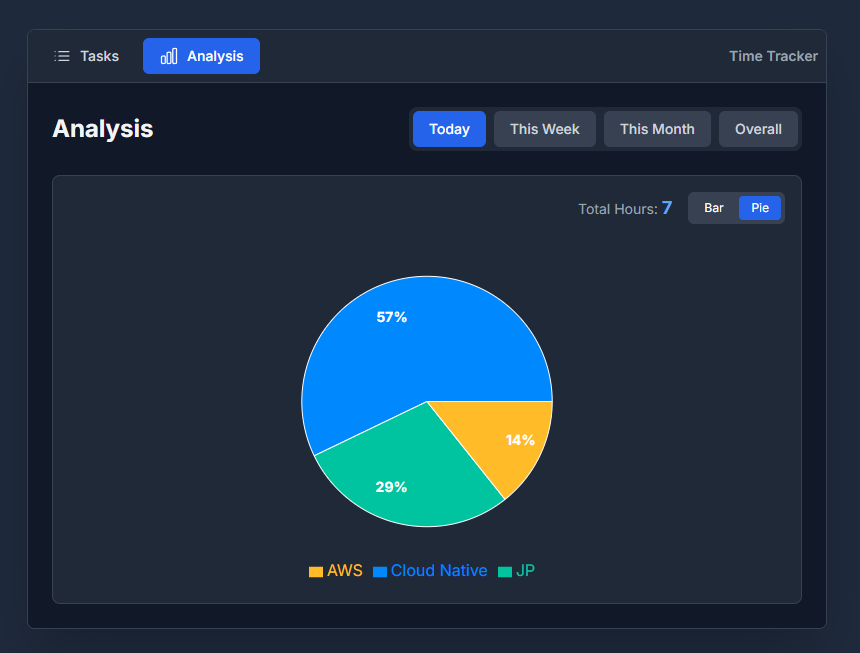 Tasks Analysis Time Tracker
Analysis Today This Week This Month Overall
Total Hours: 7 Bar Pie
57%
14%
29%
AWS Cloud Native JP